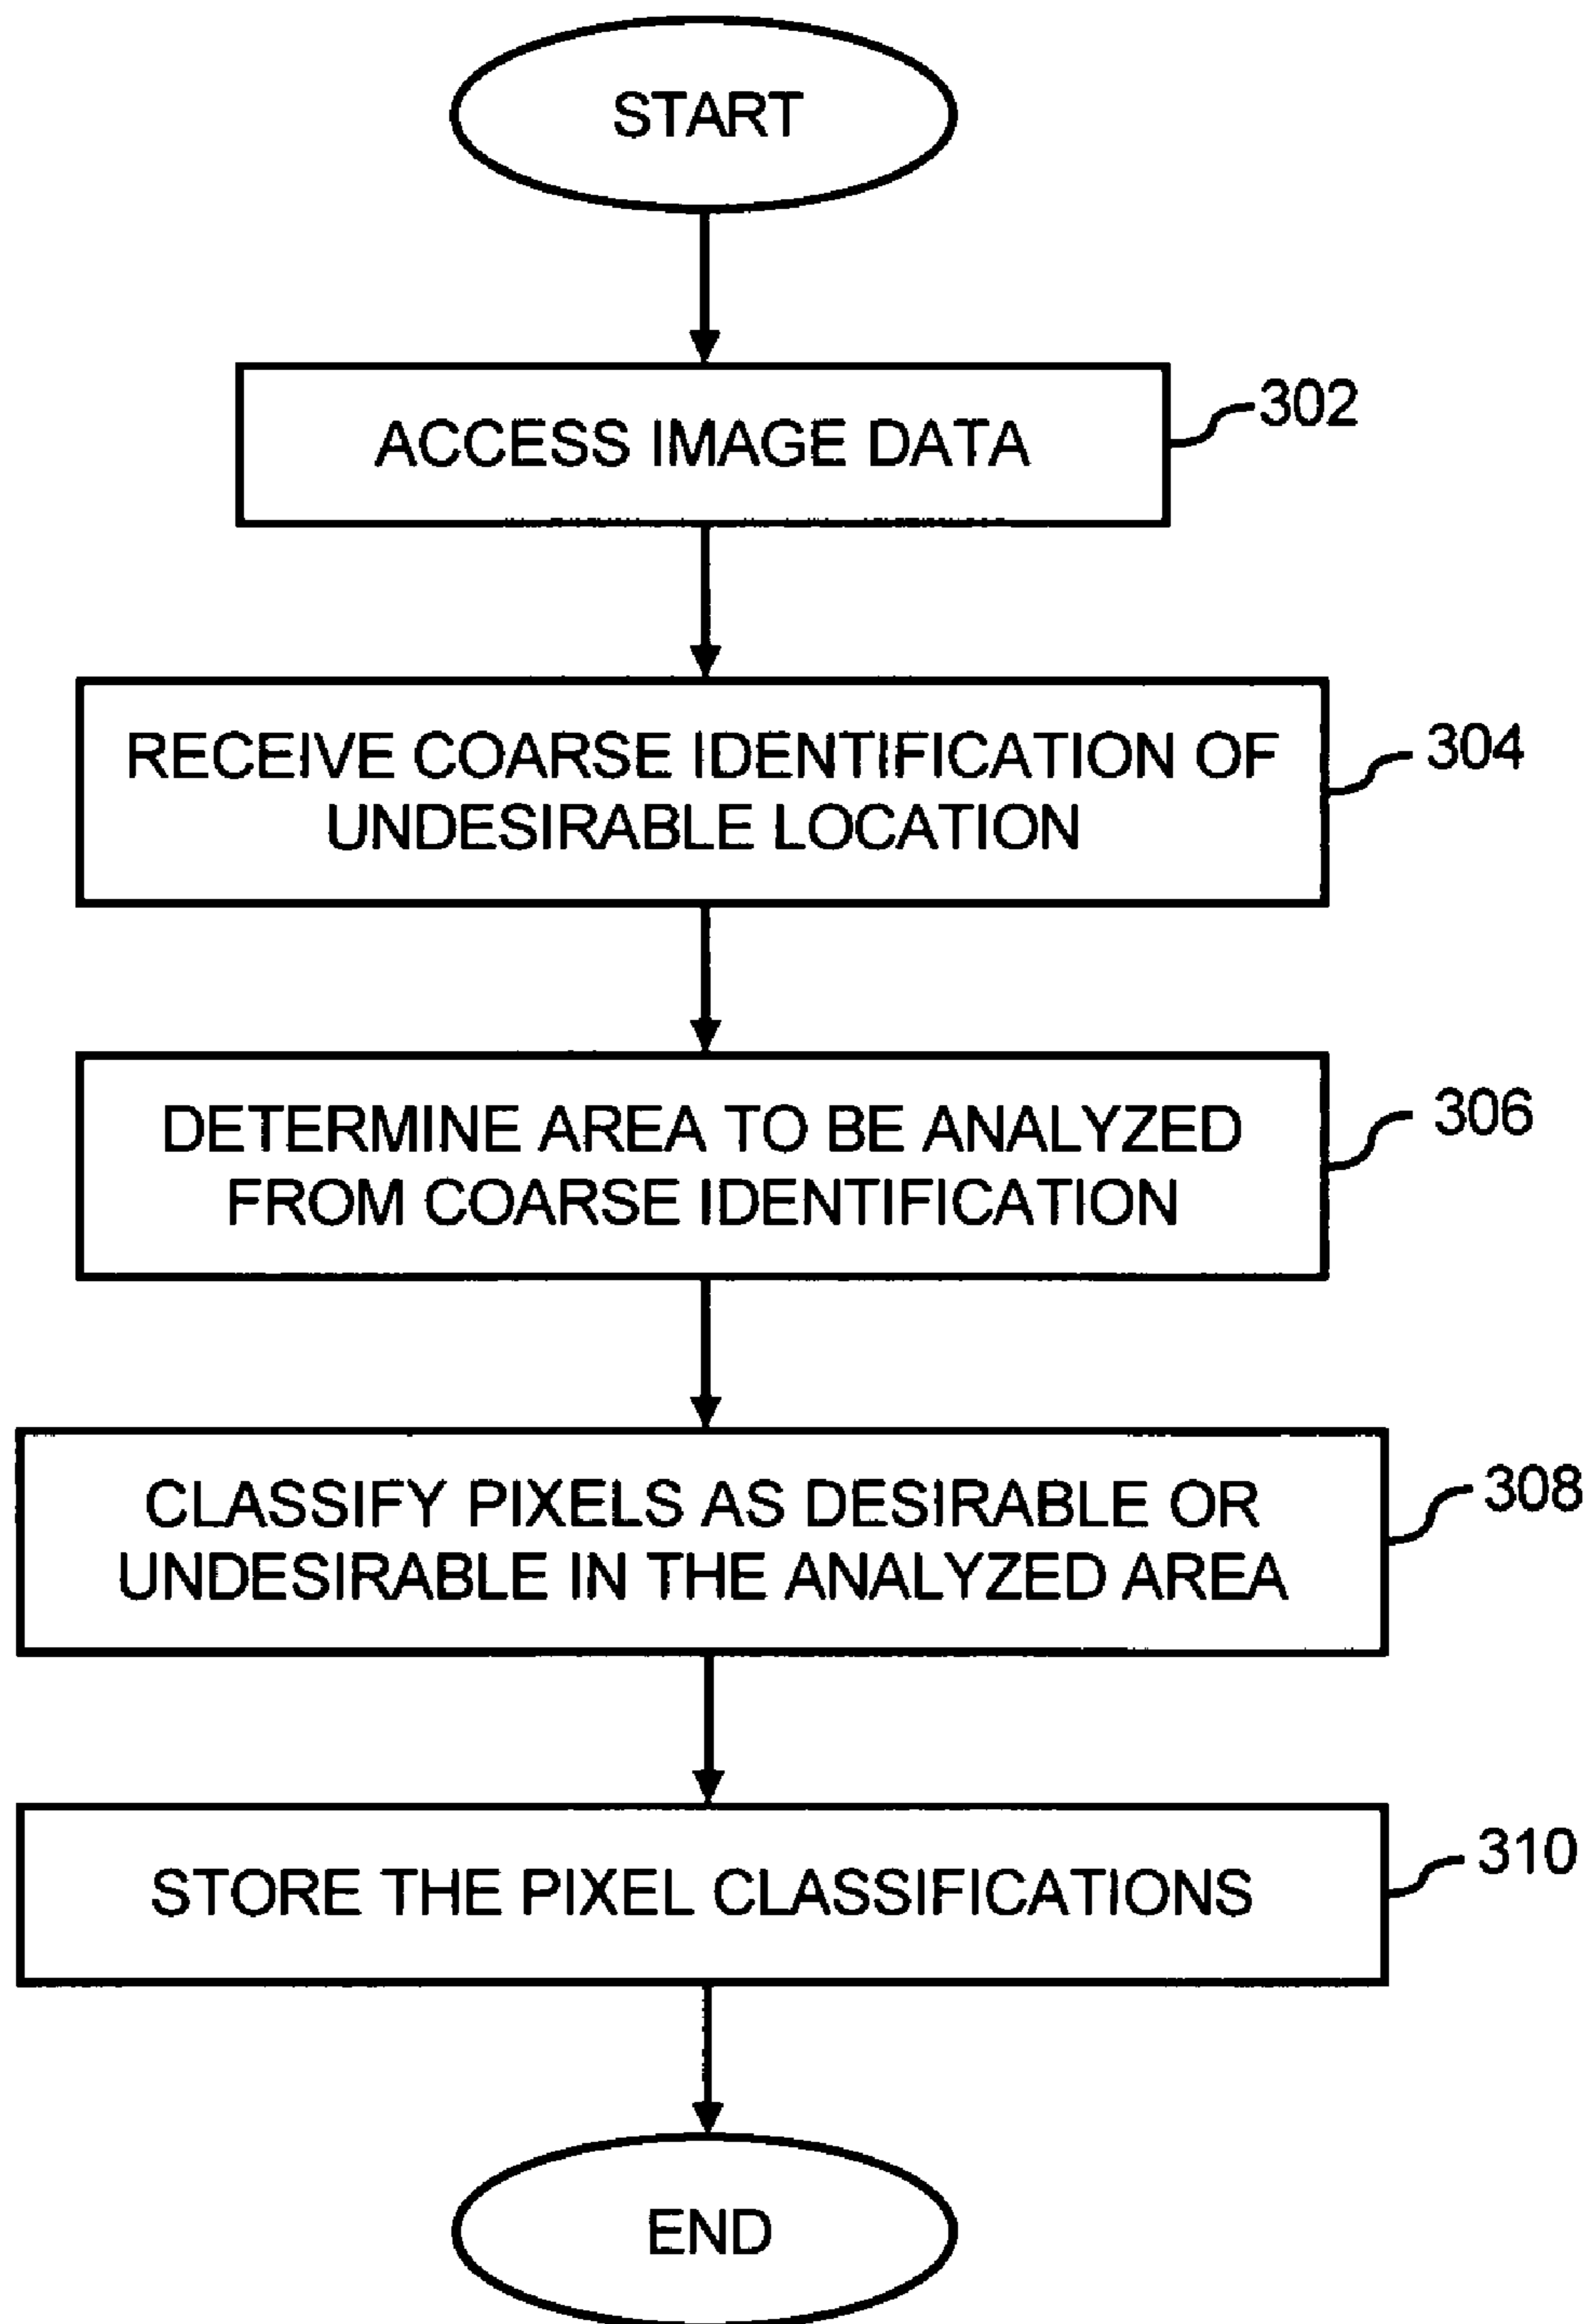 START
ACCESS IMAGE DATA
302
RECEIVE COARSE IDENTIFICATION OF
UNDESIRABLE LOCATION
304
DETERMINE AREA TO BE ANALYZED
FROM COARSE IDENTIFICATION
306
CLASSIFY PIXELS AS DESIRABLE OR
UNDESIRABLE IN THE ANALYZED AREA
308
STORE THE PIXEL CLASSIFICATIONS
310
END